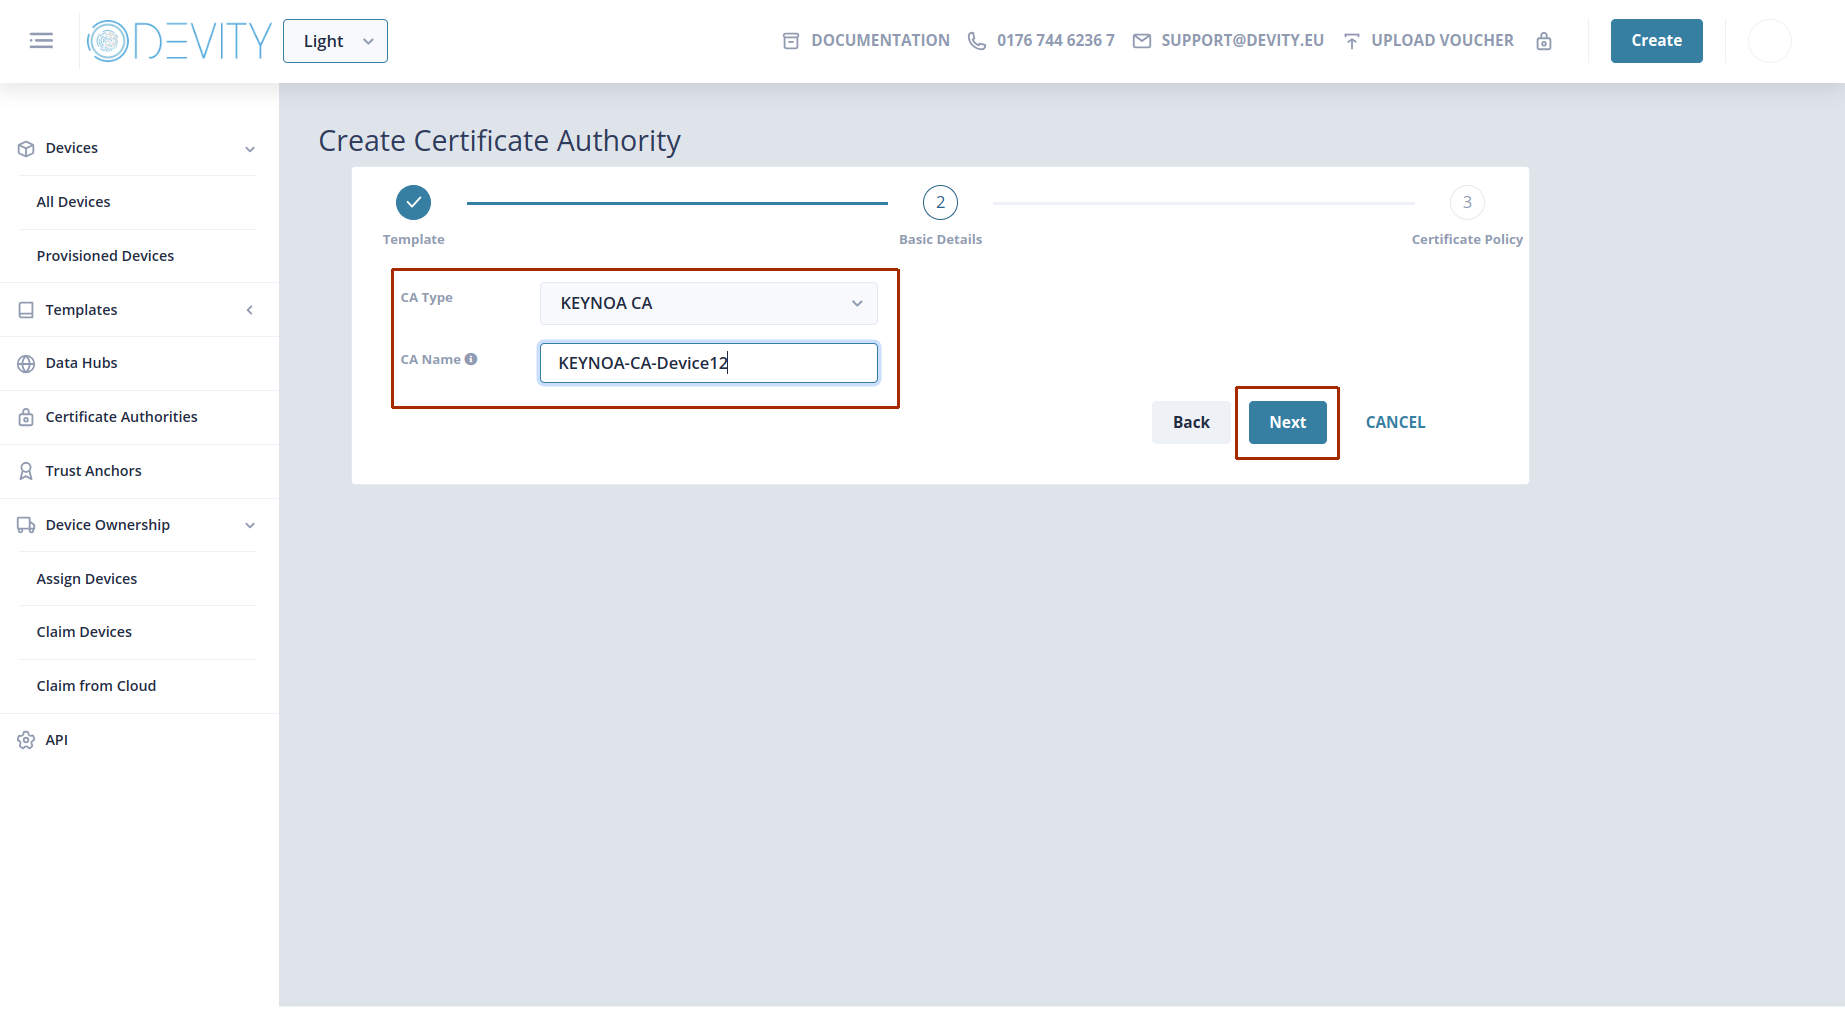 DEVITY
Light
DOCUMENTATION
0176 744 6236 7
SUPPORT@DEVITY.EU
UPLOAD VOUCHER
Create
Devices
All Devices
Provisioned Devices
Templates
Data Hubs
Certificate Authorities
Trust Anchors
Device Ownership
Assign Devices
Claim Devices
Claim from Cloud
API
Create Certificate Authority
2
3
Template
Basic Details
Certificate Policy
CA Type
KEYNOA CA
CA Name
KEYNOA-CA-Device12
Back
Next
CANCEL